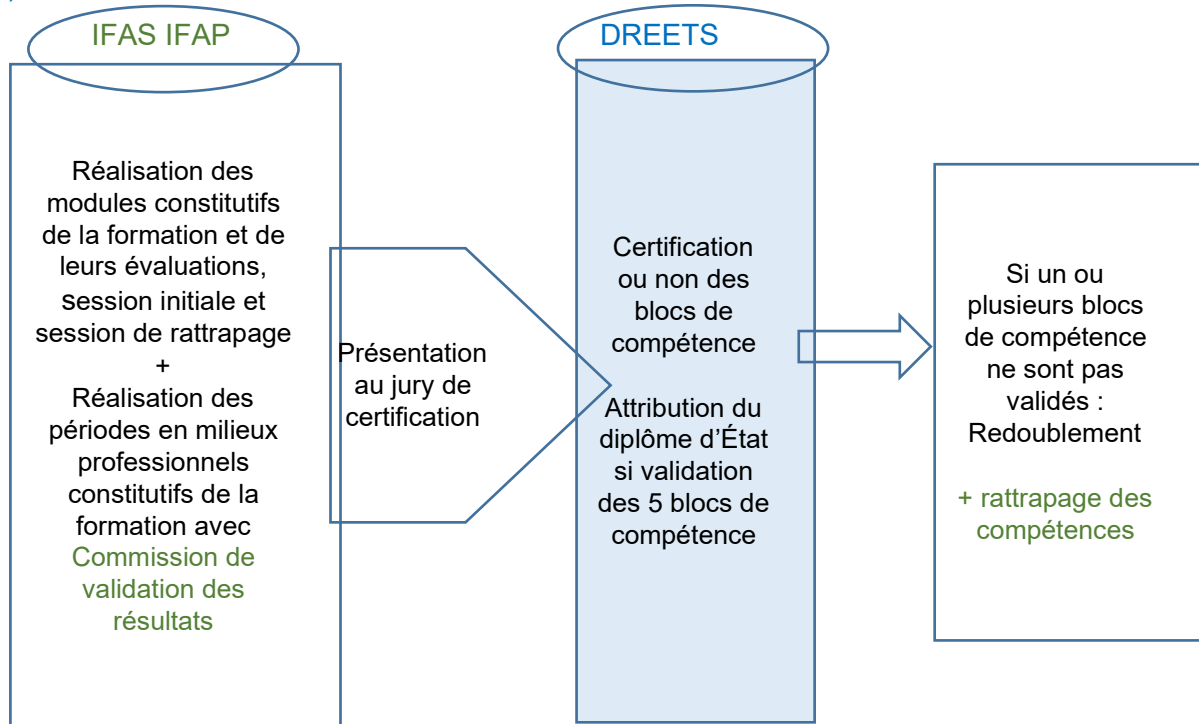 IFAS IFAP
Réalisation des
modules constitutifs
de la formation et de
leurs évaluations,
session initiale et
session de rattrapage
+
Réalisation des
périodes en milieux
professionnels
constitutifs de la
formation avec
Commission de
validation des
résultats
Présentation
au jury de
certification
DREETS
Certification
ou non des
blocs de
compétence
Attribution du
diplôme d’État
si validation
des 5 blocs de
compétence
Si un ou
plusieurs blocs
de compétence
ne sont pas
validés :
Redoublement
+ rattrapage des
compétences